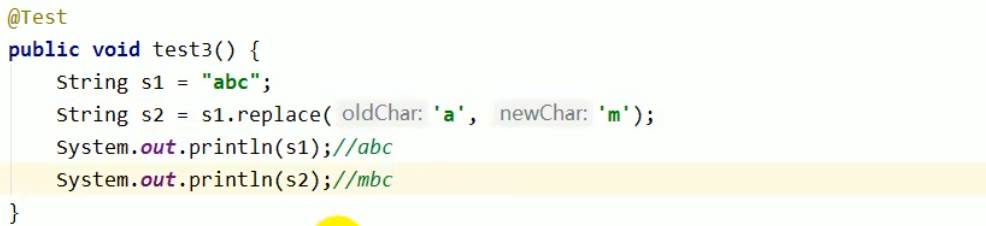 @Test
public void test3() {
    String s1 = "abc";
    String s2 = s1.replace( oldChar: 'a', newChar: 'm');
    System.out.println(s1);//abc
    System.out.println(s2);//mbc
}